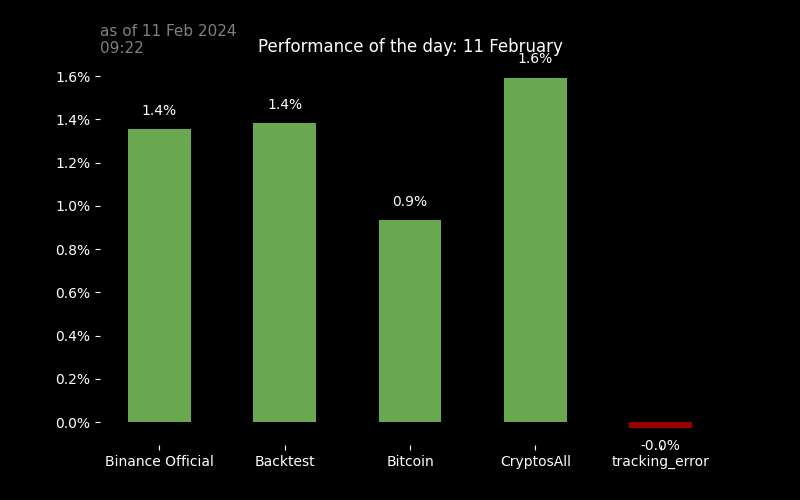 as of 11 Feb 2024
09:22
Performance of the day: 11 February
1.6%
1.6%
1.4%
1.4%
1.4%
1.2%
1.0%
0.9%
0.8%
0.6%
0.4%
0.2%
0.0%
-0.0%
Binance Official
Backtest
Bitcoin
CryptosAll
tracking_error